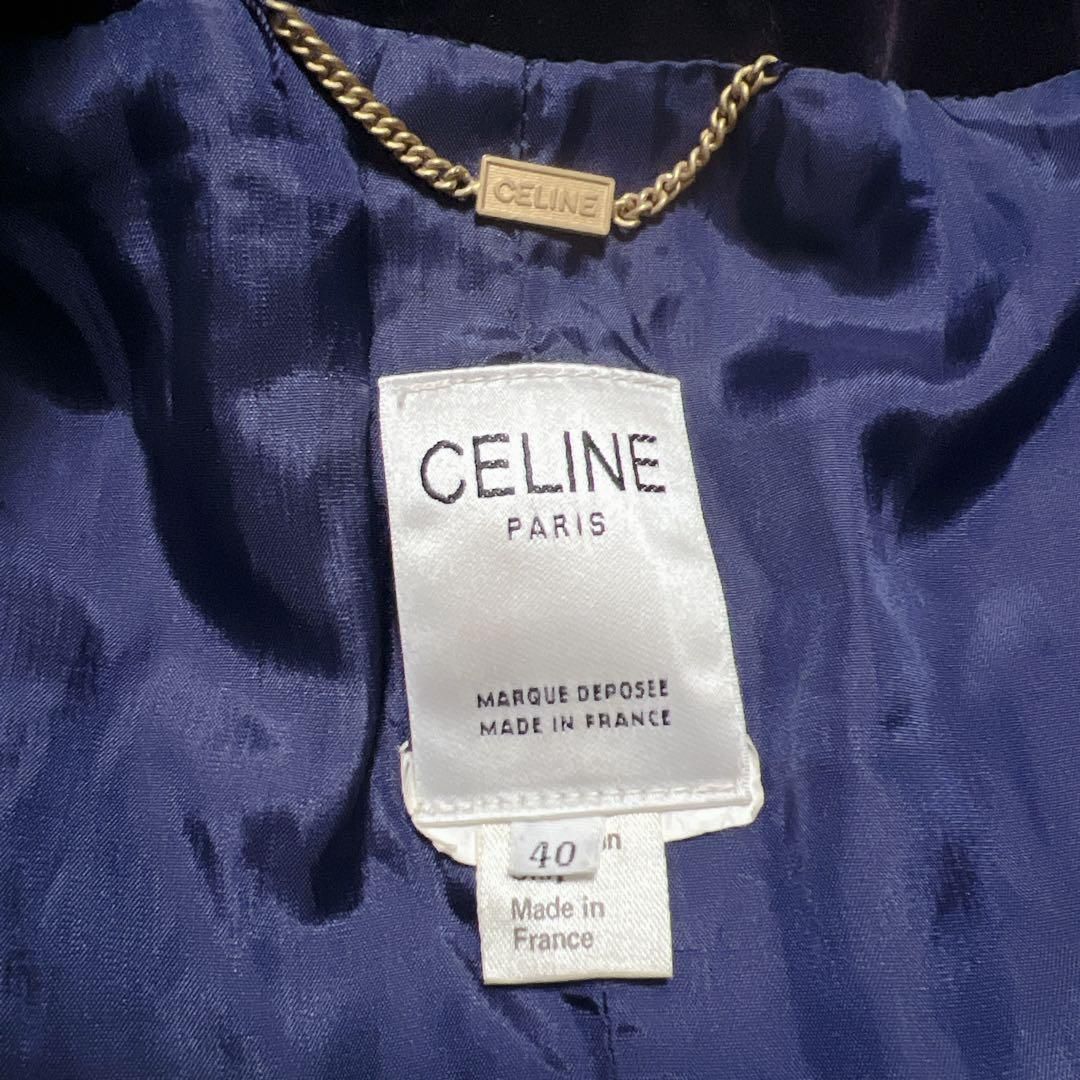 CELINE
CELINE
PARIS
MARQUE DEPOSEE
MADE IN FRANCE
40
Made in
France